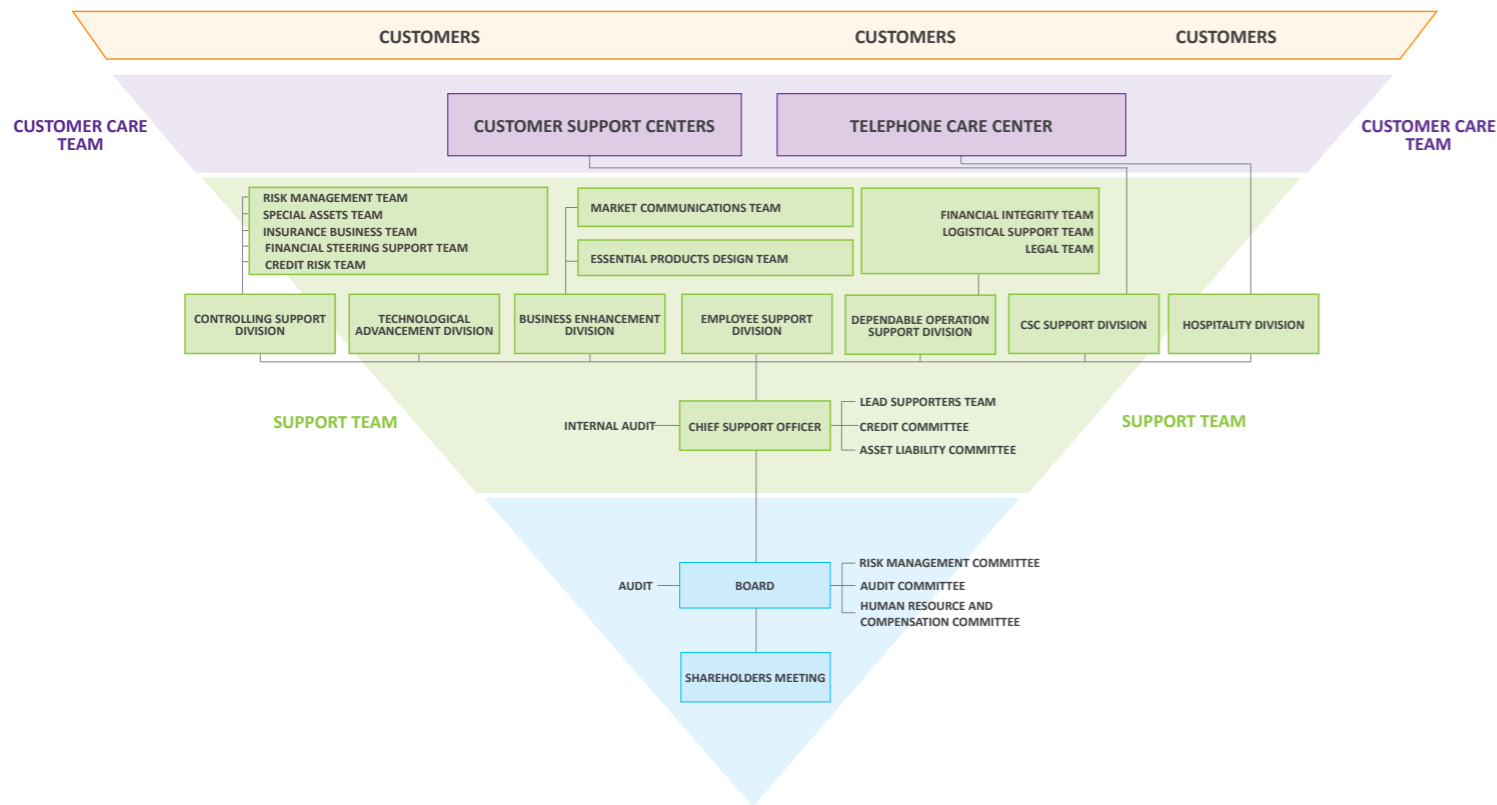 CUSTOMERS
CUSTOMERS
CUSTOMERS
CUSTOMER CARE
TEAM
CUSTOMER SUPPORT CENTERS
TELEPHONE CARE CENTER
CUSTOMER CARE
TEAM
RISK MANAGEMENT TEAM
SPECIAL ASSETS TEAM
INSURANCE BUSINESS TEAM
FINANCIAL STEERING SUPPORT TEAM
CREDIT RISK TEAM
MARKET COMMUNICATIONS TEAM
ESSENTIAL PRODUCTS DESIGN TEAM
FINANCIAL INTEGRITY TEAM
LOGISTICAL SUPPORT TEAM
LEGAL TEAM
CONTROLLING SUPPORT
DIVISION
TECHNOLOGICAL
ADVANCEMENT DIVISION
BUSINESS ENHANCEMENT
DIVISION
EMPLOYEE SUPPORT
DIVISION
DEPENDABLE OPERATION
SUPPORT DIVISION
CSC SUPPORT DIVISION
HOSPITALITY DIVISION
SUPPORT TEAM
INTERNAL AUDIT
CHIEF SUPPORT OFFICER
LEAD SUPPORTERS TEAM
CREDIT COMMITTEE
ASSET LIABILITY COMMITTEE
SUPPORT TEAM
AUDIT
BOARD
RISK MANAGEMENT COMMITTEE
AUDIT COMMITTEE
HUMAN RESOURCE AND
COMPENSATION COMMITTEE
SHAREHOLDERS MEETING